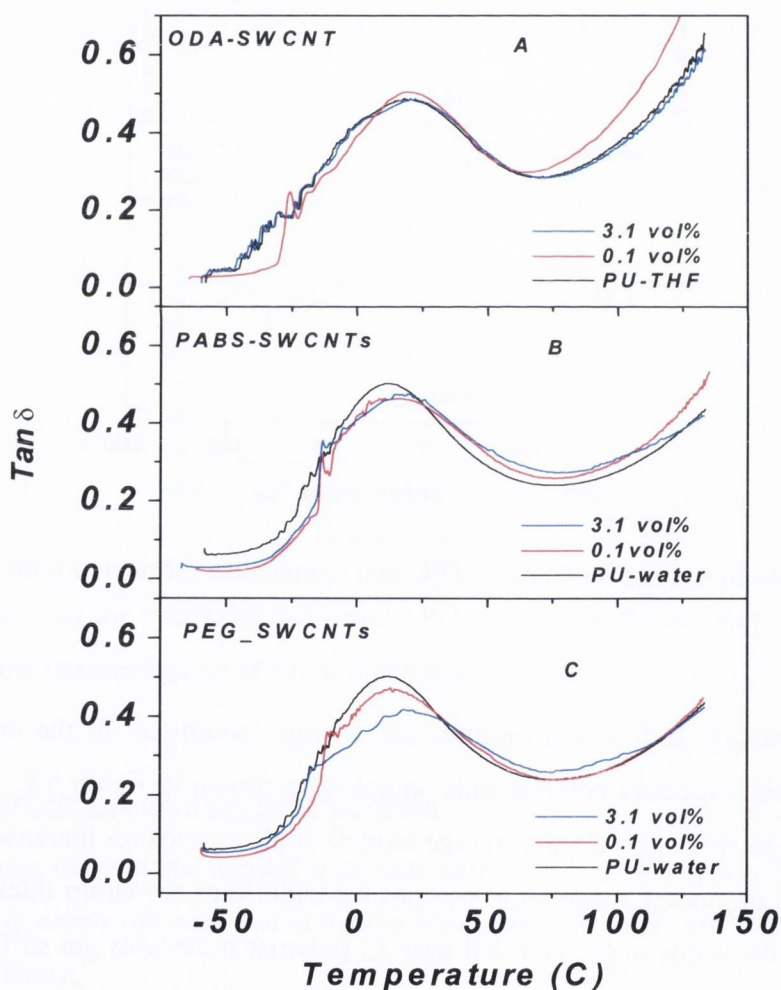 ODA-SWCNT
A
0.6
0.4
0.2
0.0
3.1 vol%
0.1 vol%
PU-THF
PABS-SWCNTs
B
0.6
0.4
0.2
0.0
3.1 vol%
0.1vol%
PU-water
PEG_SWCNTs
C
0.6
0.4
0.2
0.0
3.1 vol%
0.1 vol%
PU-water
Tan δ
-50 0 50 100 150
Temperature (C)